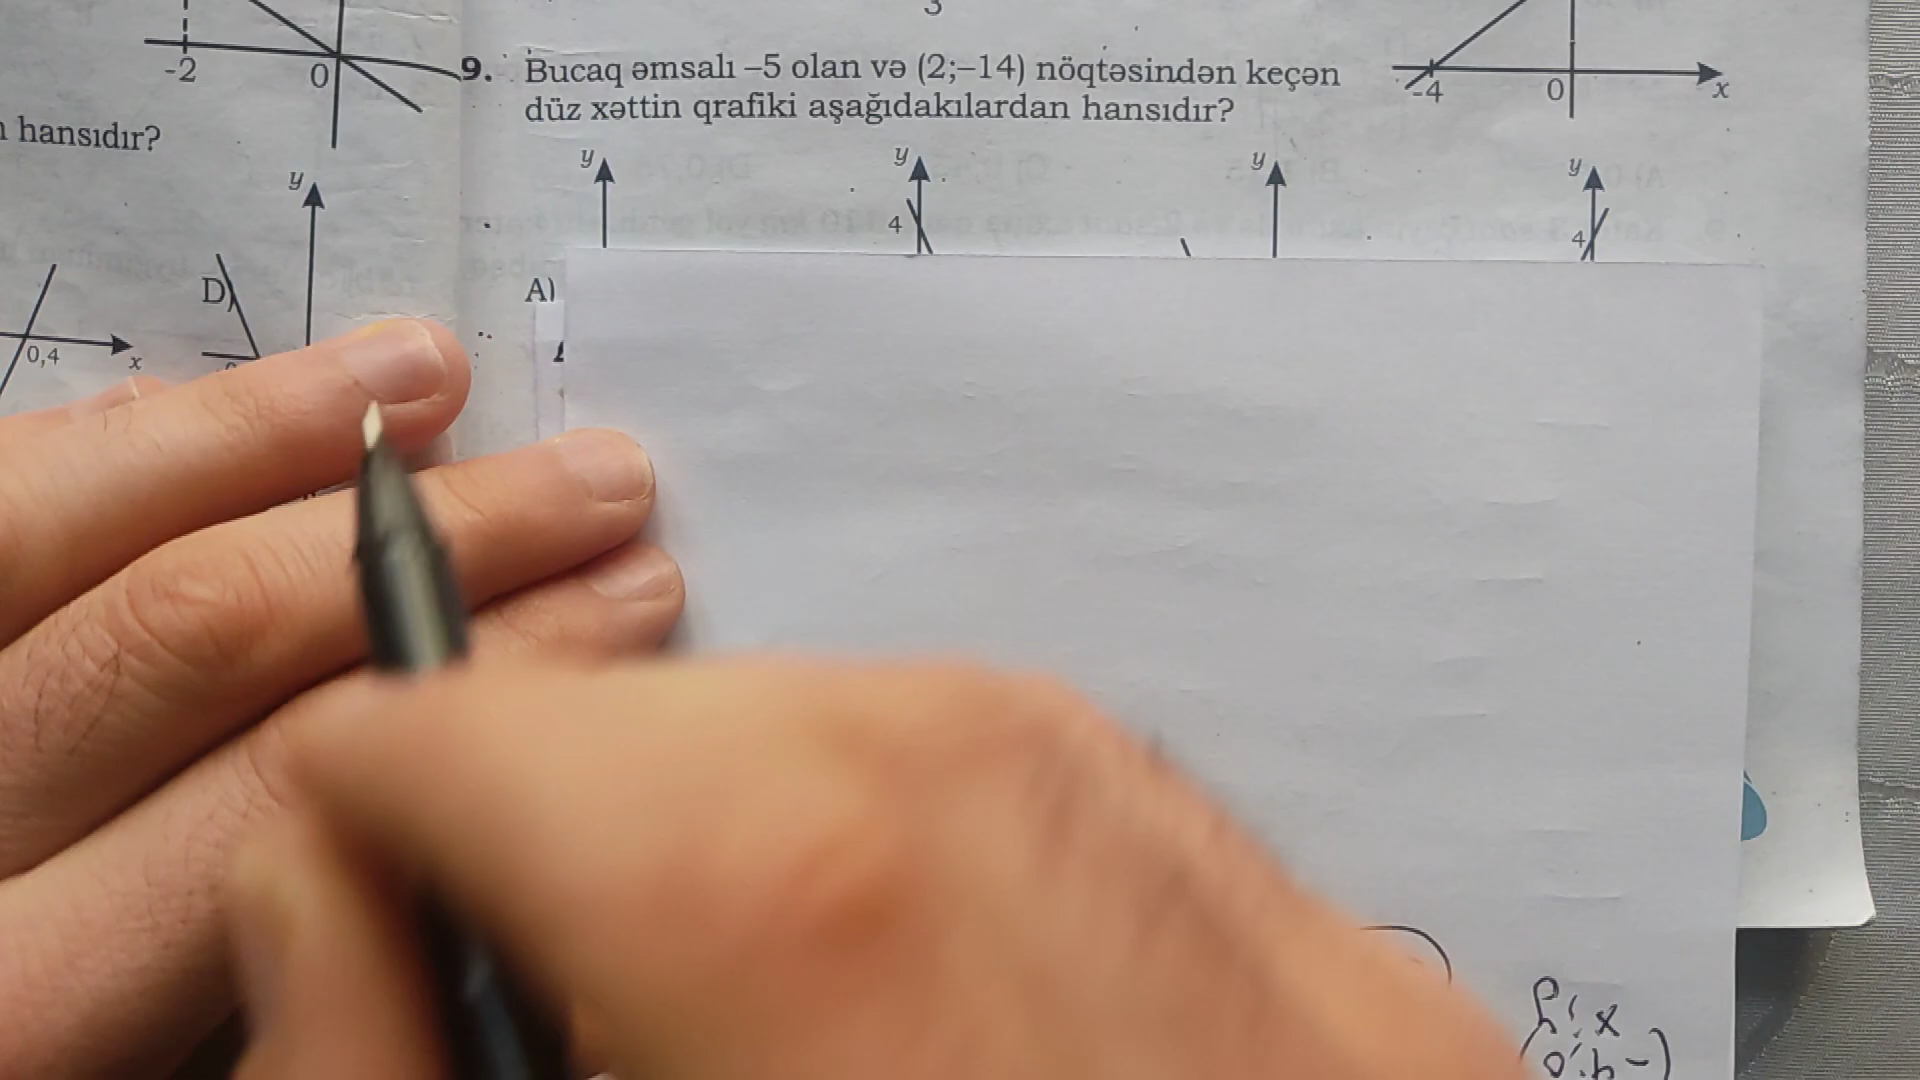 3
-2
0
hansıdır?
y
D)
0,4
x
9. Bucaq əmsalı –5 olan və (2;–14) nöqtəsindən keçən
düz xəttin qrafiki aşağıdakılardan hansıdır?
-4
0
x
y
y
4
y
y
4
A)